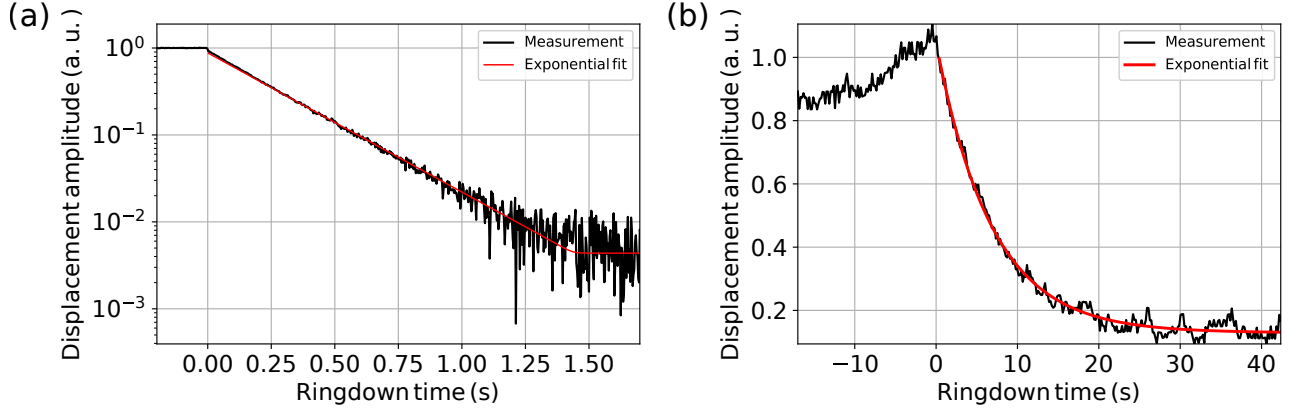 (a)
Displacement amplitude (a. u.)
10⁰
10⁻¹
10⁻²
10⁻³
Measurement
Exponential fit
0.00 0.25 0.50 0.75 1.00 1.25 1.50
Ringdown time (s)
(b)
Displacement amplitude (a. u.)
1.0
0.8
0.6
0.4
0.2
Measurement
Exponential fit
−10 0 10 20 30 40
Ringdown time (s)